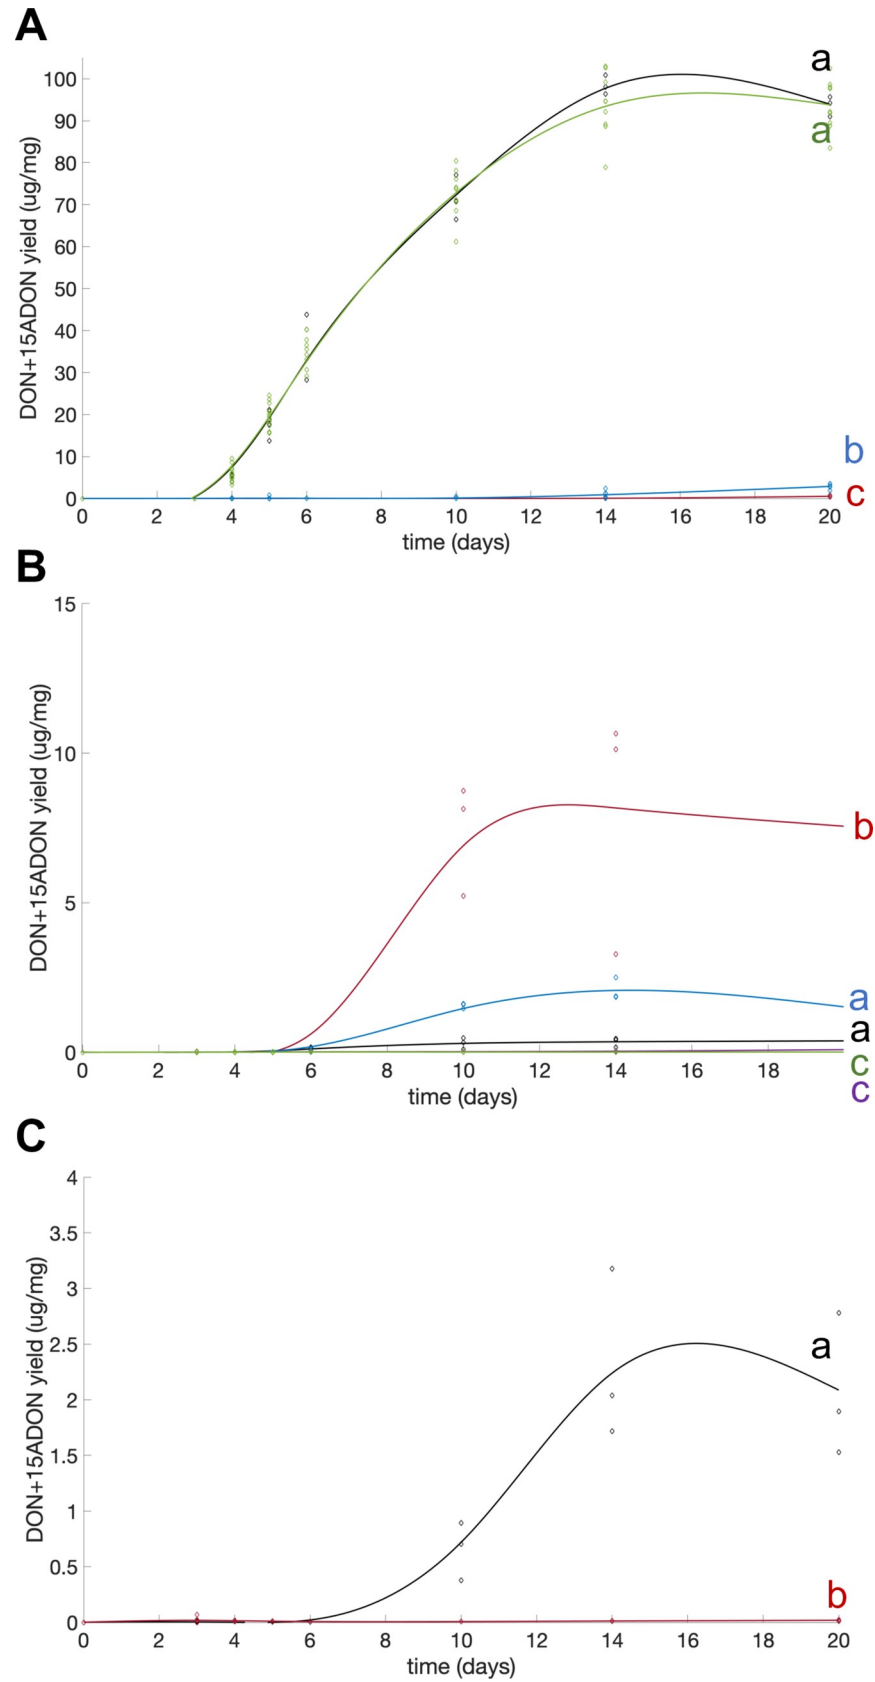 A
DON+15ADON yield (ug/mg)
100
90
80
70
60
50
40
30
20
10
0
a
a
b
c
0 2 4 6 8 10 12 14 16 18 20
time (days)
B
DON+15ADON yield (ug/mg)
15
10
5
0
b
a
a
c
c
0 2 4 6 8 10 12 14 16 18
time (days)
C
DON+15ADON yield (ug/mg)
4
3.5
3
2.5
2
1.5
1
0.5
0
a
b
0 2 4 6 8 10 12 14 16 18 20
time (days)